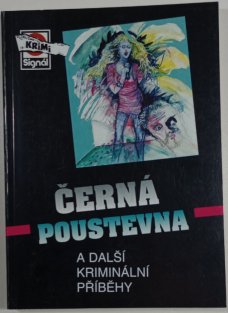 KRIMI
Signál
ČERNÁ
POUSTEVNA
A DALŠÍ
KRIMINÁLNÍ
PŘÍBĚHY